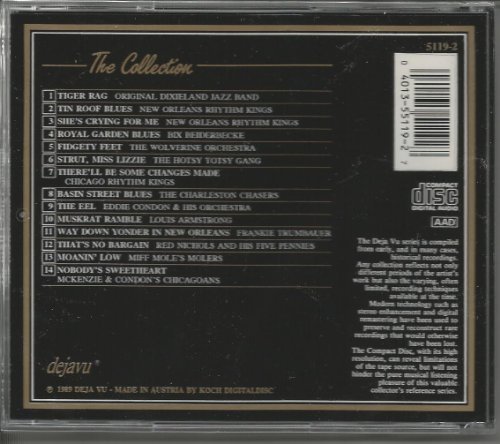 5119-2
The Collection
1 TIGER RAG ORIGINAL DIXIELAND JAZZ BAND
2 TIN ROOF BLUES NEW ORLEANS RHYTHM KINGS
3 SHE'S CRYING FOR ME NEW ORLEANS RHYTHM KINGS
4 ROYAL GARDEN BLUES BIX BEIDERBECKE
5 FIDGETY FEET THE WOLVERINE ORCHESTRA
6 STRUT, MISS LIZZIE THE HOTSY TOTSY GANG
7 THERE'LL BE SOME CHANGES MADE
CHICAGO RHYTHM KINGS
8 BASIN STREET BLUES THE CHARLESTON CHASERS
9 THE EEL EDDIE CONDON & HIS ORCHESTRA
10 MUSKRAT RAMBLE LOUIS ARMSTRONG
11 WAY DOWN YONDER IN NEW ORLEANS FRANKIE TRUMBAUER
12 THAT'S NO BARGAIN RED NICHOLS AND HIS FIVE PENNIES
13 MOANIN' LOW MIFF MOLE'S MOLERS
14 NOBODY'S SWEETHEART
MCKENZIE & CONDON'S CHICAGOANS
0 4013-55119-2 7
COMPACT
disc
DIGITAL AUDIO
AAD
The Deja Vu series is compiled
from early, and in many cases,
historical recordings.
Any collection reflects not only
different periods of the artist's
work but also the varying, often
limited, recording techniques
available at the time.
Modern technology such as
stereo enhancement and digital
remastering have been used to
preserve and reconstruct rare
recordings that would otherwise
have been lost.
The Compact Disc, with its high
resolution, can reveal limitations
of the tape source, but will not
hinder the pure musical listening
pleasure of this valuable
collector's reference series.
dejavu ®
© 1989 DEJA VU - MADE IN AUSTRIA BY KOCH DIGITALDISC